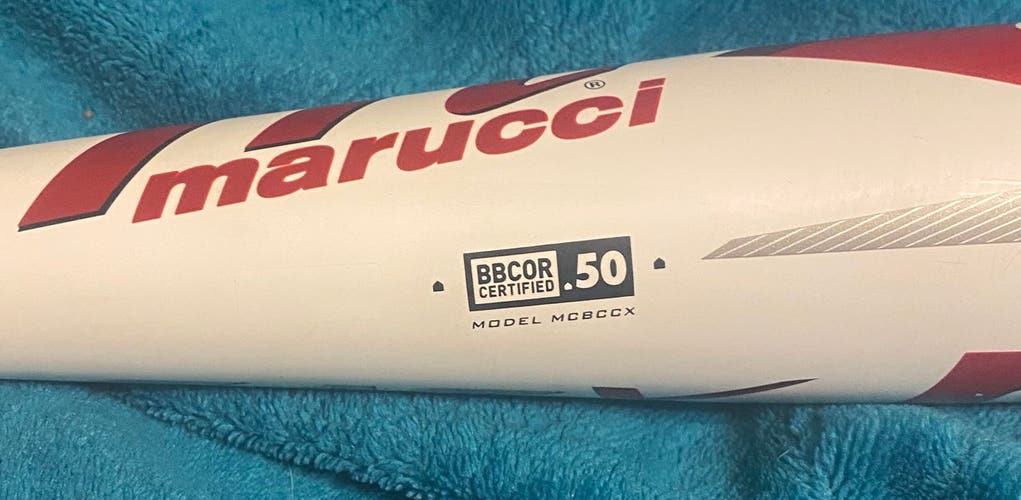 marucci®
BBCOR
CERTIFIED
.50
MODEL MCBCCX